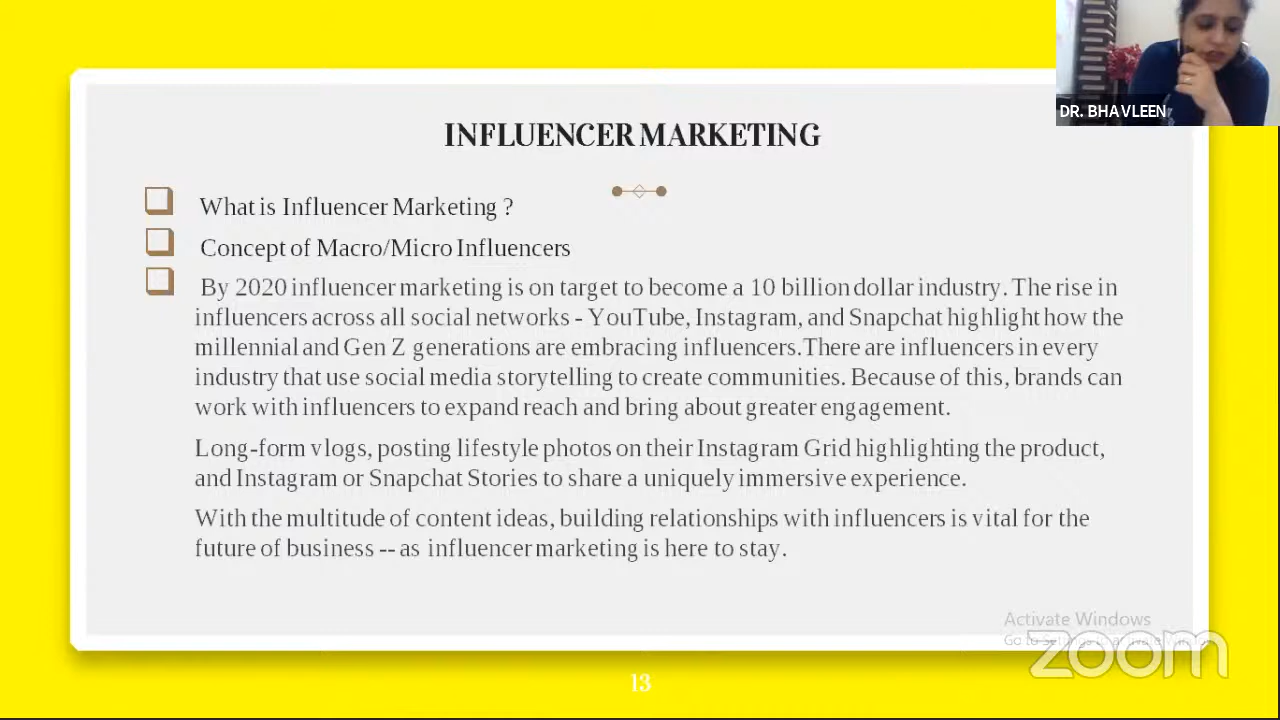 DR. BHAVLEEN
INFLUENCER MARKETING
What is Influencer Marketing ?
Concept of Macro/Micro Influencers
By 2020 influencer marketing is on target to become a 10 billion dollar industry. The rise in
influencers across all social networks - YouTube, Instagram, and Snapchat highlight how the
millennial and Gen Z generations are embracing influencers.There are influencers in every
industry that use social media storytelling to create communities. Because of this, brands can
work with influencers to expand reach and bring about greater engagement.
Long-form vlogs, posting lifestyle photos on their Instagram Grid highlighting the product,
and Instagram or Snapchat Stories to share a uniquely immersive experience.
With the multitude of content ideas, building relationships with influencers is vital for the
future of business -- as influencer marketing is here to stay.
Activate Windows
Go to
zoom
13